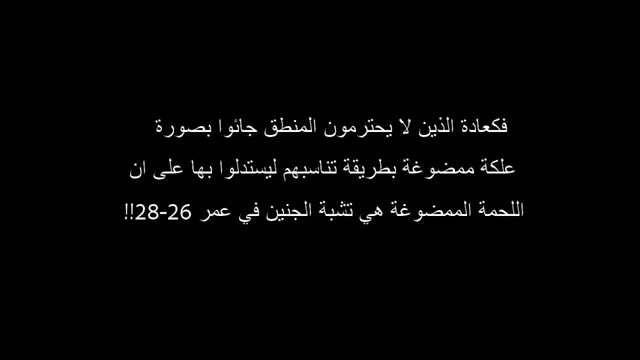 فكعادة الذين لا يحترمون المنطق جائوا بصورة
علكة ممضوغة بطريقة تناسبهم ليستدلوا بها على ان
اللحمة الممضوغة هي تشبة الجنين في عمر 26-28!!